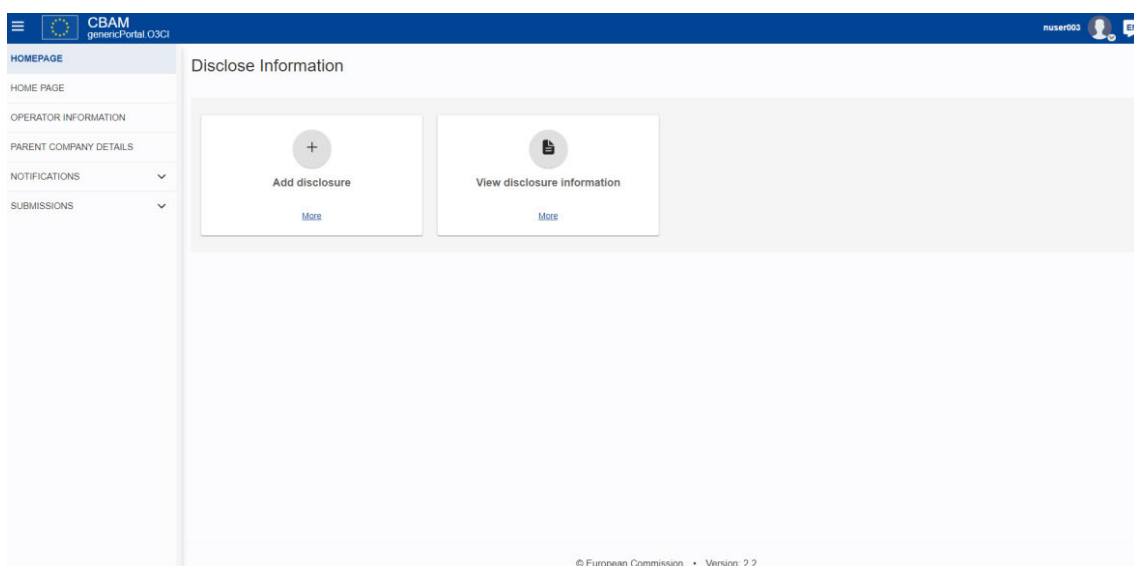 CBAM
genericPortal.O3CI
nuser003
HOMEPAGE
HOME PAGE
OPERATOR INFORMATION
PARENT COMPANY DETAILS
NOTIFICATIONS
SUBMISSIONS
Disclose Information
Add disclosure
More
View disclosure information
More
© European Commission • Version: 2.2